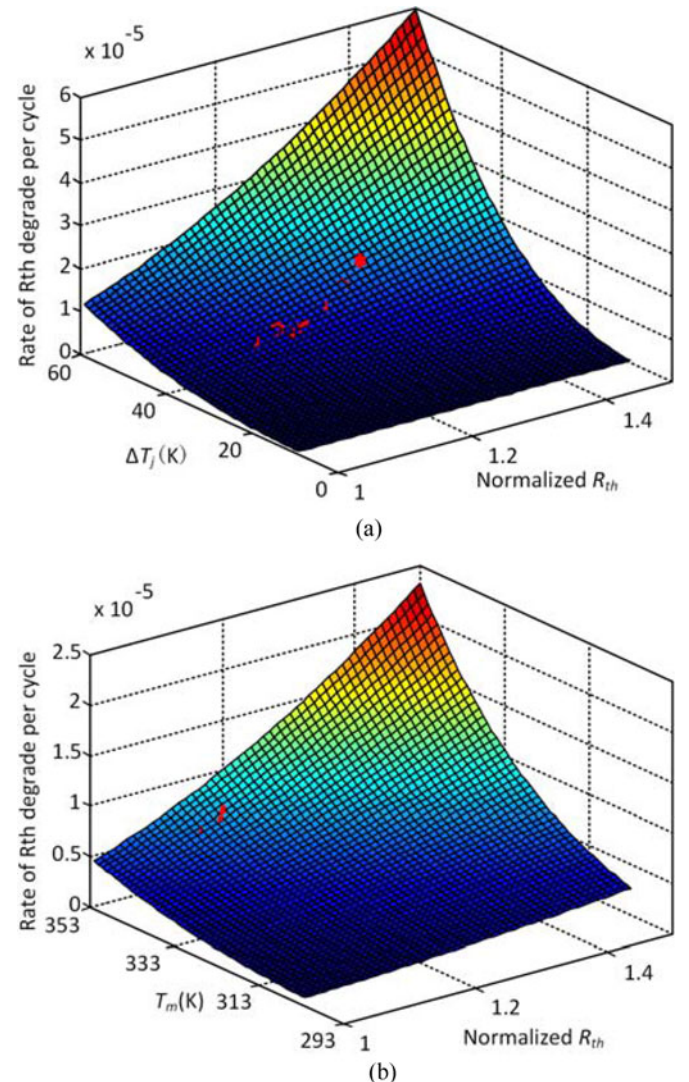 x 10 -5
6
5
4
3
2
1
0
Rate of Rth degrade per cycle
60
40
20
0
ΔTj (K)
1
1.2
1.4
Normalized Rth
(a)
x 10 -5
2.5
2
1.5
1
0.5
0
Rate of Rth degrade per cycle
353
333
313
293
Tm(K)
1
1.2
1.4
Normalized Rth
(b)